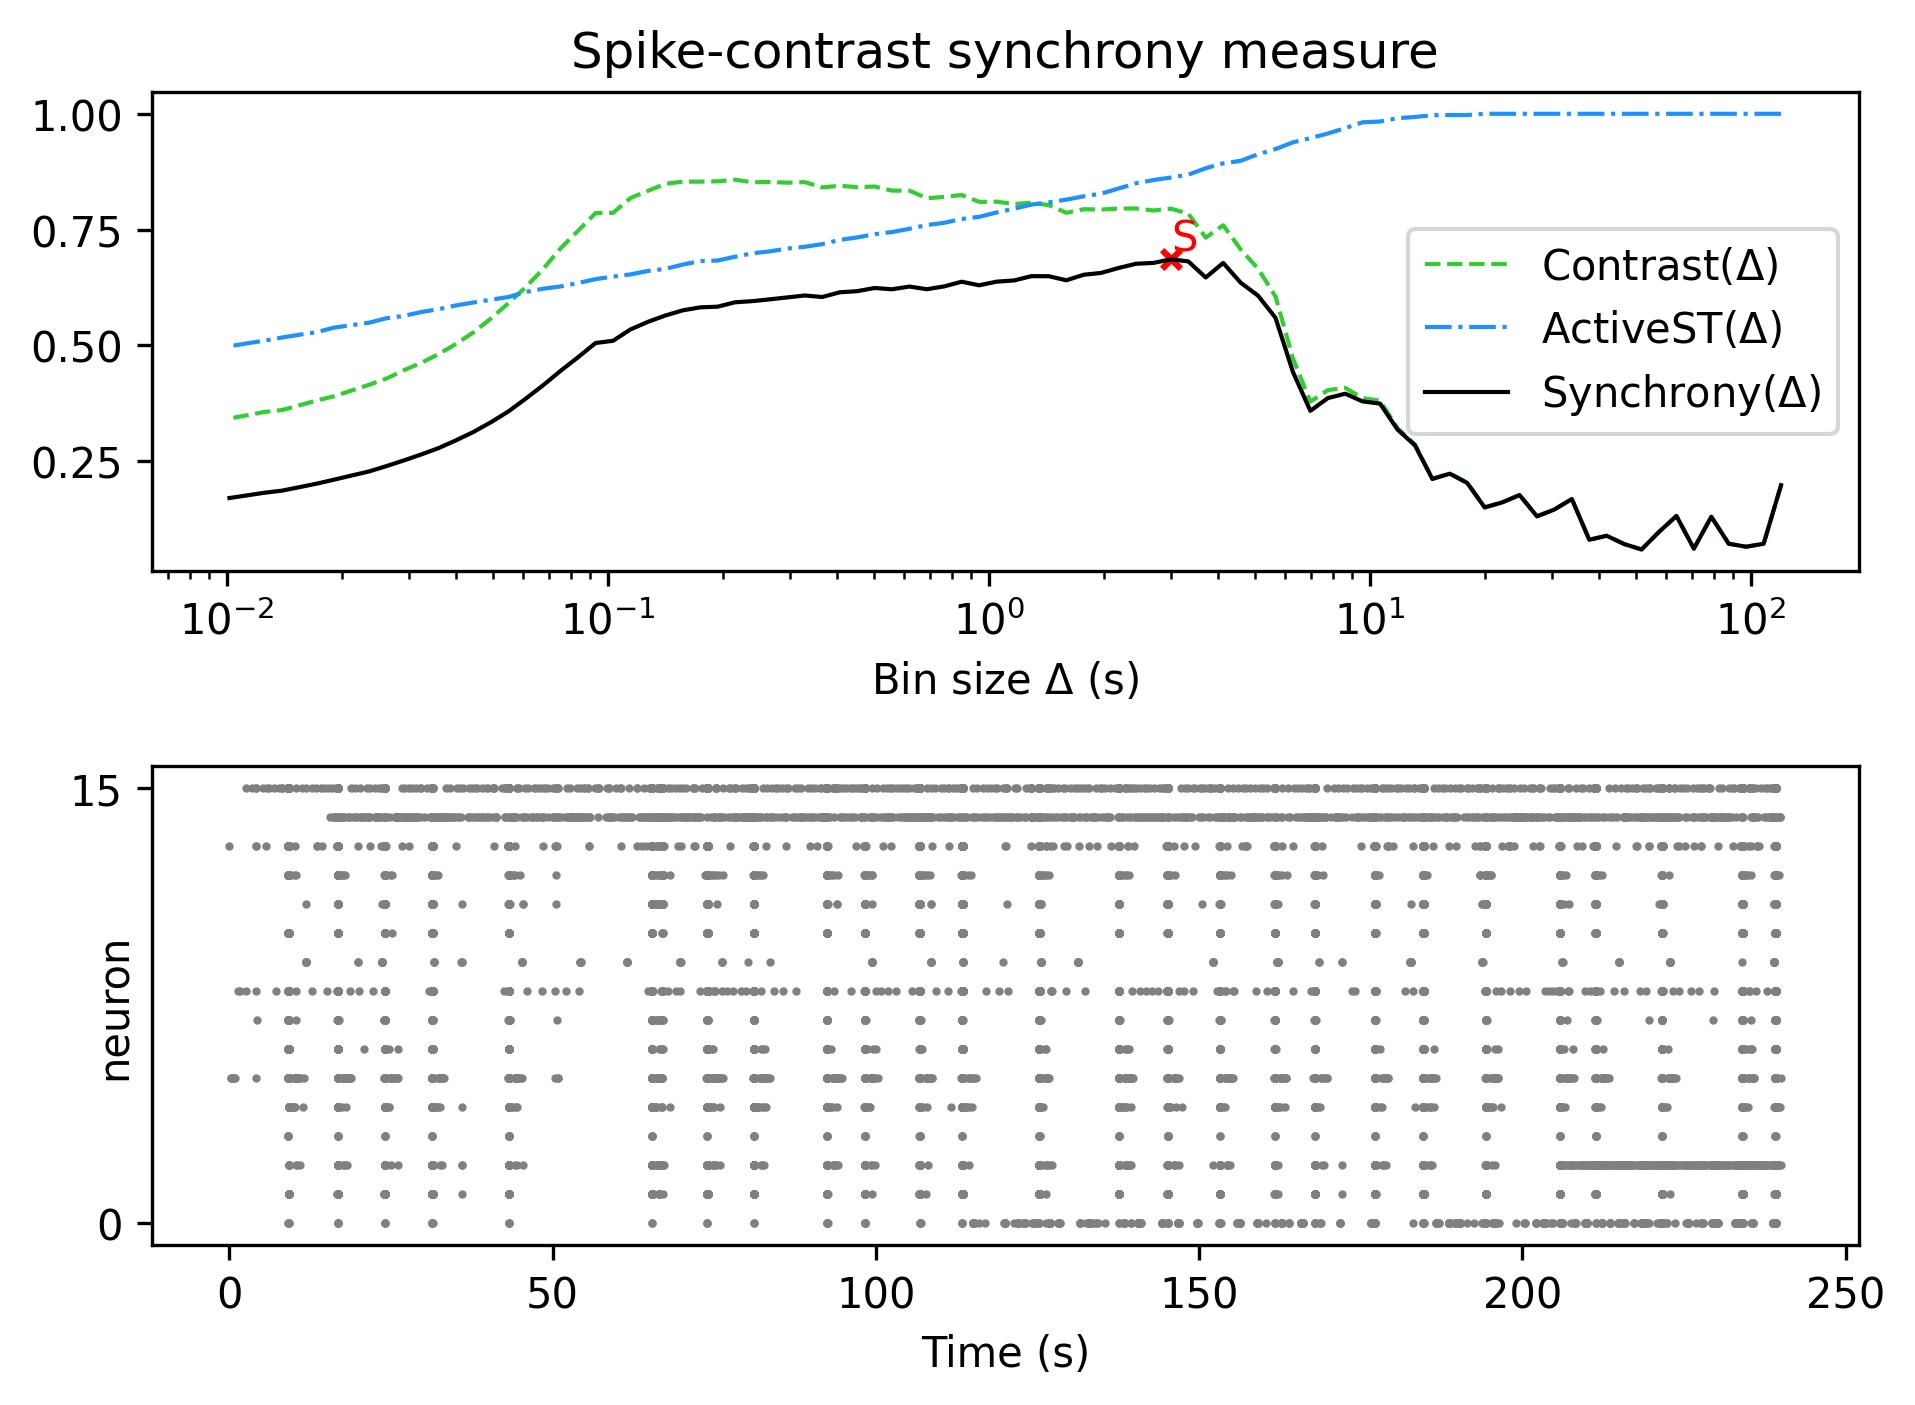 Spike-contrast synchrony measure
1.00
0.75
0.50
0.25
S
Contrast(Δ)
ActiveST(Δ)
Synchrony(Δ)
10⁻² 10⁻¹ 10⁰ 10¹ 10²
Bin size Δ (s)
15
neuron
0
0 50 100 150 200 250
Time (s)